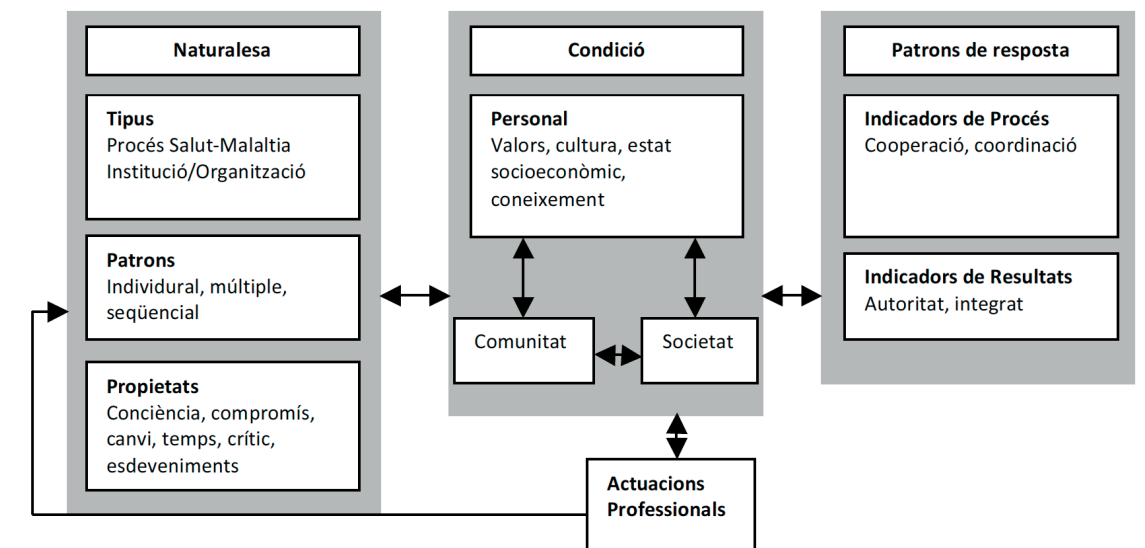 Naturalesa
Tipus
Procés Salut-Malaltia
Institució/Organització
Patrons
Individural, múltiple,
seqüencial
Propietats
Conciència, compromís,
canvi, temps, crític,
esdeveniments
Condició
Personal
Valors, cultura, estat
socioeconòmic,
coneixement
Comunitat
Societat
Patrons de resposta
Indicadors de Procés
Cooperació, coordinació
Indicadors de Resultats
Autoritat, integrat
Actuacions
Professionals